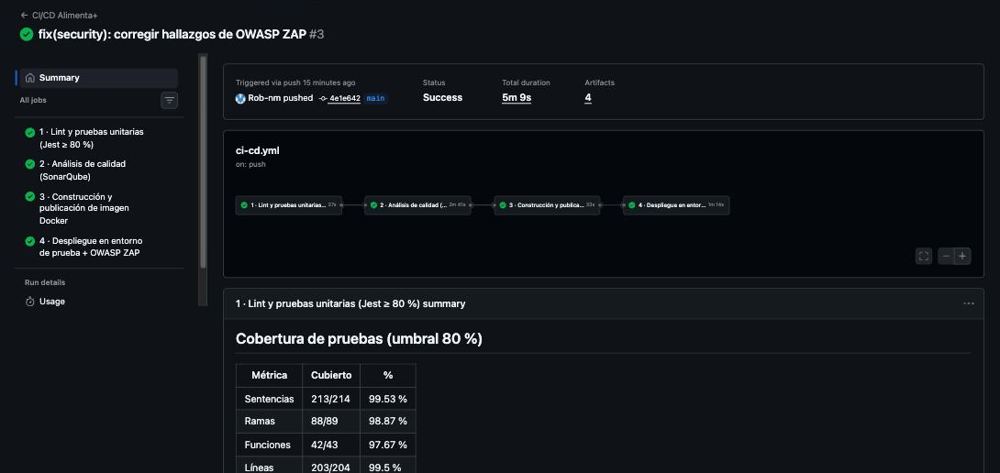 ← CI/CD Alimenta+
fix(security): corregir hallazgos de OWASP ZAP #3
Summary
All jobs
1 · Lint y pruebas unitarias
(Jest ≥ 80 %)
2 · Análisis de calidad
(SonarQube)
3 · Construcción y
publicación de imagen
Docker
4 · Despliegue en entorno
de prueba + OWASP ZAP
Run details
Usage
Triggered via push 15 minutes ago
Rob-nm pushed 4e1e642 main
Status
Success
Total duration
5m 9s
Artifacts
4
ci-cd.yml
on: push
1 · Lint y pruebas unitarias... 27s
2 · Análisis de calidad (... 2m 41s
3 · Construcción y publica... 33s
4 · Despliegue en entor... 1m 14s
1 · Lint y pruebas unitarias (Jest ≥ 80 %) summary
Cobertura de pruebas (umbral 80 %)
Métrica Cubierto %
Sentencias 213/214 99.53 %
Ramas 88/89 98.87 %
Funciones 42/43 97.67 %
Líneas 203/204 99.5 %